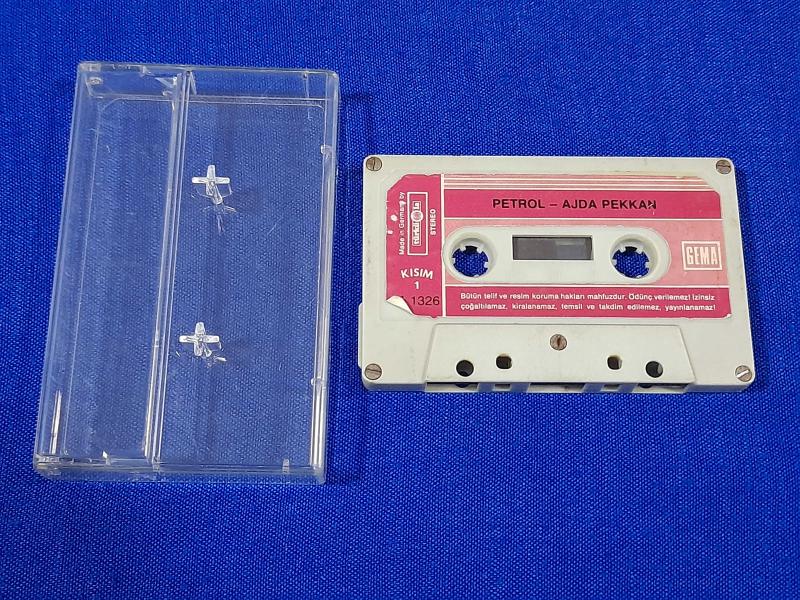 PETROL – AJDA PEKKAN
Made in Germany by
türküola
STEREO
GEMA
KISIM
1
1326
Bütün telif ve resim koruma hakları mahfuzdur. Ödünç verilemez! İzinsiz
çoğaltılamaz, kiralanamaz, temsil ve takdim edilemez, yayınlanamaz!